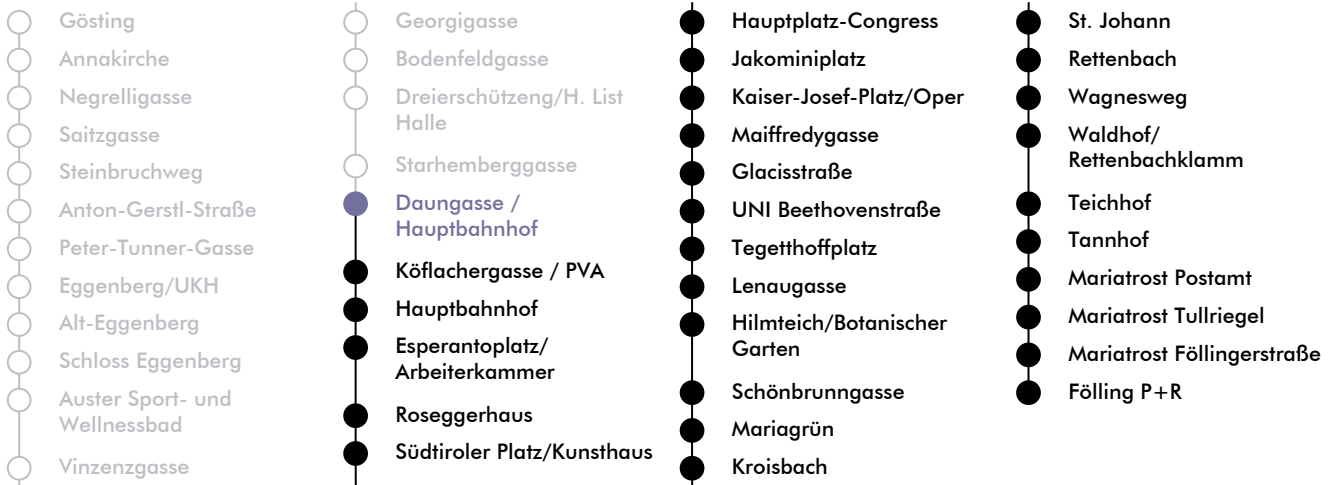 Gösting
Annakirche
Negrelligasse
Saitzgasse
Steinbruchweg
Anton-Gerstl-Straße
Peter-Tunner-Gasse
Eggenberg/UKH
Alt-Eggenberg
Schloss Eggenberg
Auster Sport- und
Wellnessbad
Vinzenzgasse
Georgigasse
Bodenfeldgasse
Dreierschützeng/H. List
Halle
Starhemberggasse
Daungasse /
Hauptbahnhof
Köflachergasse / PVA
Hauptbahnhof
Esperantoplatz/
Arbeiterkammer
Roseggerhaus
Südtiroler Platz/Kunsthaus
Hauptplatz-Congress
Jakominiplatz
Kaiser-Josef-Platz/Oper
Maiffredygasse
Glacisstraße
UNI Beethovenstraße
Tegetthoffplatz
Lenaugasse
Hilmteich/Botanischer
Garten
Schönbrunngasse
Mariagrün
Kroisbach
St. Johann
Rettenbach
Wagnesweg
Waldhof/
Rettenbachklamm
Teichhof
Tannhof
Mariatrost Postamt
Mariatrost Tullriegel
Mariatrost Föllingerstraße
Fölling P+R